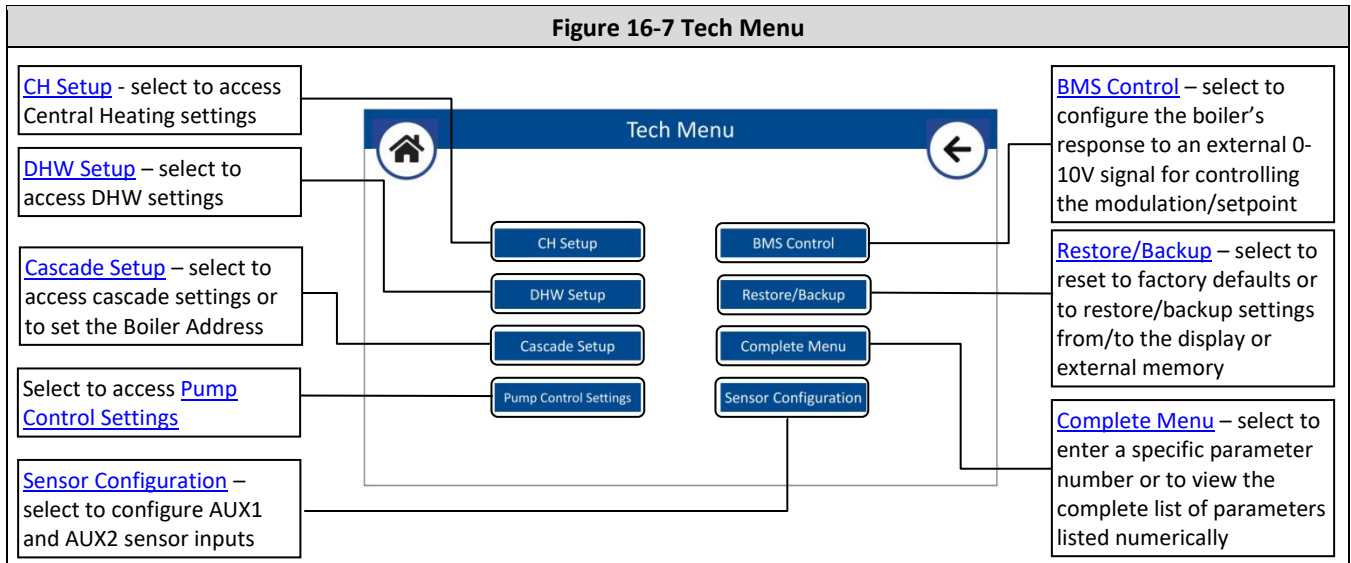 Figure 16-7 Tech Menu
CH Setup - select to access
Central Heating settings
DHW Setup – select to
access DHW settings
Cascade Setup – select to
access cascade settings or
to set the Boiler Address
Select to access Pump
Control Settings
Sensor Configuration –
select to configure AUX1
and AUX2 sensor inputs
Tech Menu
CH Setup
DHW Setup
Cascade Setup
Pump Control Settings
BMS Control
Restore/Backup
Complete Menu
Sensor Configuration
BMS Control – select to
configure the boiler’s
response to an external 0-
10V signal for controlling
the modulation/setpoint
Restore/Backup – select to
reset to factory defaults or
to restore/backup settings
from/to the display or
external memory
Complete Menu – select to
enter a specific parameter
number or to view the
complete list of parameters
listed numerically